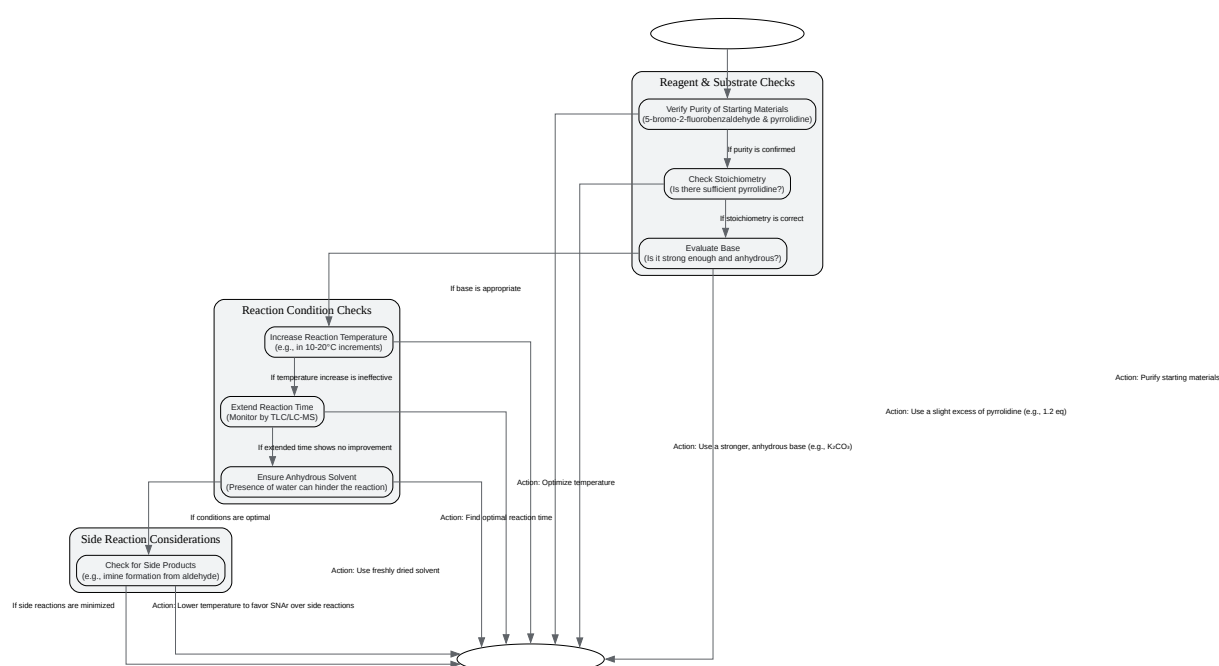 Reagent & Substrate Checks
Verify Purity of Starting Materials
(5-bromo-2-fluorobenzaldehyde & pyrrolidine)
If purity is confirmed
Check Stoichiometry
(Is there sufficient pyrrolidine?)
If stoichiometry is correct
Evaluate Base
(Is it strong enough and anhydrous?)
If base is appropriate
Reaction Condition Checks
Increase Reaction Temperature
(e.g., in 10-20°C increments)
If temperature increase is ineffective
Action: Purify starting materials
Extend Reaction Time
(Monitor by TLC/LC-MS)
Action: Use a slight excess of pyrrolidine (e.g., 1.2 eq)
If extended time shows no improvement
Action: Use a stronger, anhydrous base (e.g., K₂CO₃)
Ensure Anhydrous Solvent
(Presence of water can hinder the reaction)
Action: Optimize temperature
If conditions are optimal
Action: Find optimal reaction time
Side Reaction Considerations
Check for Side Products
(e.g., imine formation from aldehyde)
Action: Use freshly dried solvent
If side reactions are minimized
Action: Lower temperature to favor SNAr over side reactions